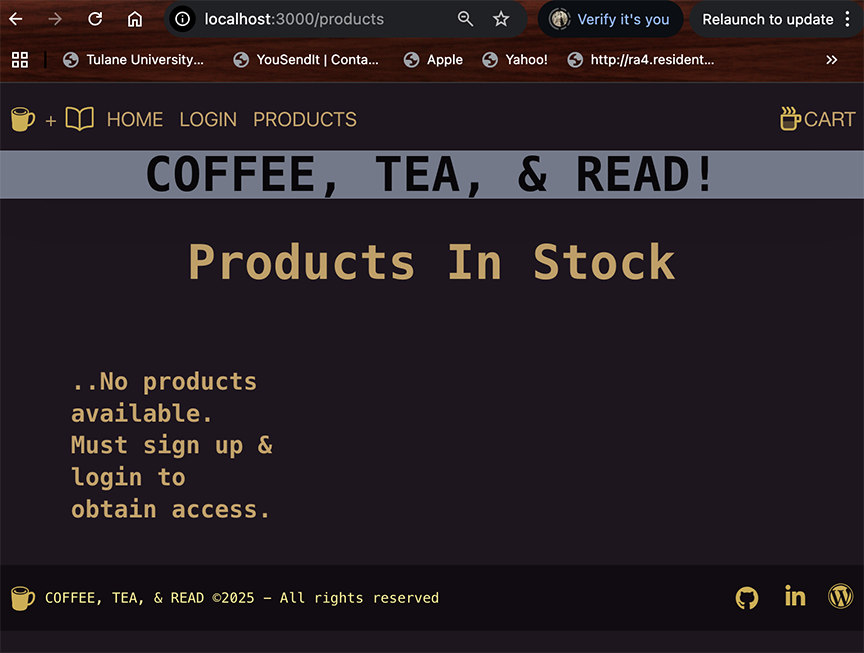 localhost:3000/products
Verify it's you
Relaunch to update
Tulane University...
YouSendIt | Conta...
Apple
Yahoo!
http://ra4.resident...
+ HOME LOGIN PRODUCTS
CART
COFFEE, TEA, & READ!
Products In Stock
..No products
available.
Must sign up &
login to
obtain access.
COFFEE, TEA, & READ ©2025 - All rights reserved
in